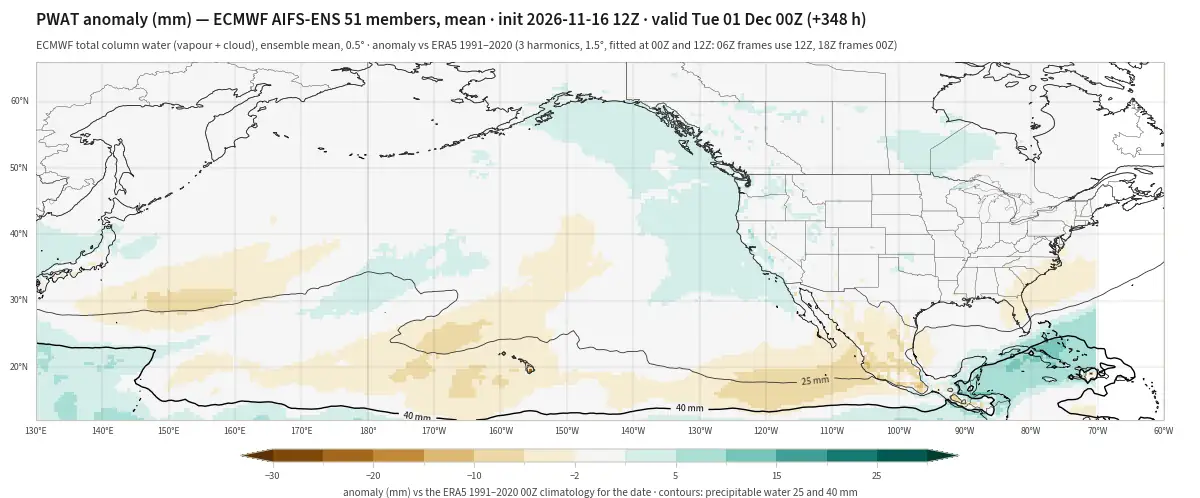 PWAT anomaly (mm) — ECMWF AIFS-ENS 51 members, mean · init 2026-11-16 12Z · valid Tue 01 Dec 00Z (+348 h)
ECMWF total column water (vapour + cloud), ensemble mean, 0.5° · anomaly vs ERA5 1991–2020 (3 harmonics, 1.5°, fitted at 00Z and 12Z: 06Z frames use 12Z, 18Z frames 00Z)
60°N
50°N
40°N
30°N
20°N
25 mm
40 mm
40 mm
130°E 140°E 150°E 160°E 170°E 180° 170°W 160°W 150°W 140°W 130°W 120°W 110°W 100°W 90°W 80°W 70°W 60°W
−30 −20 −10 −2 5 15 25
anomaly (mm) vs the ERA5 1991–2020 00Z climatology for the date · contours: precipitable water 25 and 40 mm